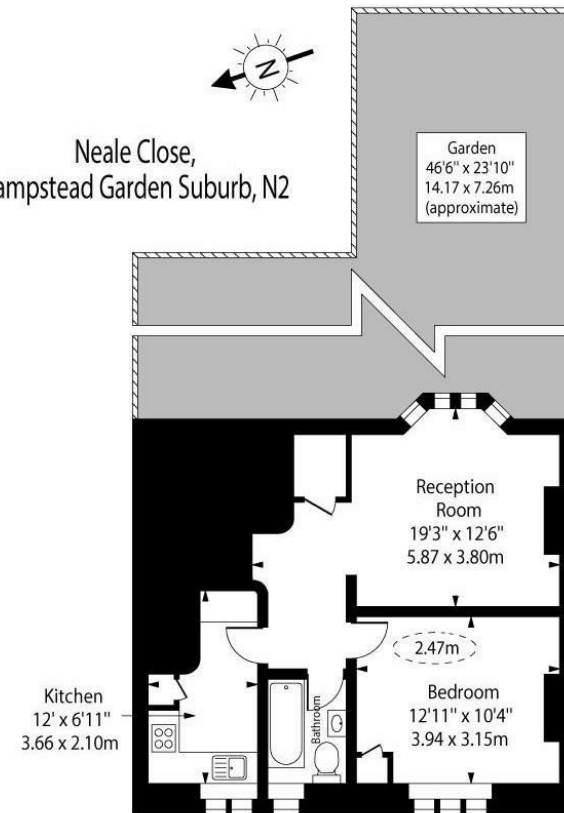 N
Neale Close,
ampstead Garden Suburb, N2
Garden
46'6" x 23'10"
14.17 x 7.26m
(approximate)
Reception
Room
19'3" x 12'6"
5.87 x 3.80m
2.47m
Bedroom
12'11" x 10'4"
3.94 x 3.15m
Kitchen
12' x 6'11"
3.66 x 2.10m
Bathroom